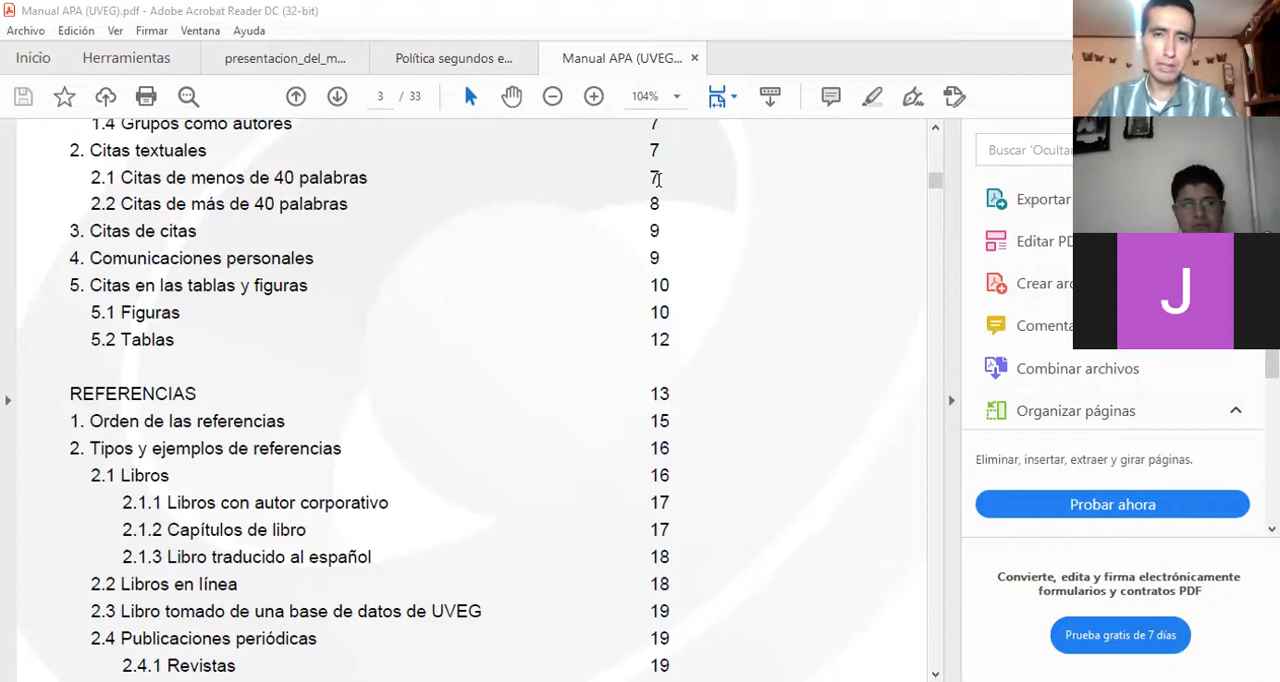 Manual APA (UVEG).pdf - Adobe Acrobat Reader DC (32-bit)
Archivo Edición Ver Firmar Ventana Ayuda
Inicio Herramientas presentacion_del_m... Política segundos e... Manual APA (UVEG... ×
3 / 33 104%
1.4 Grupos como autores 7
2. Citas textuales 7
2.1 Citas de menos de 40 palabras 7
2.2 Citas de más de 40 palabras 8
3. Citas de citas 9
4. Comunicaciones personales 9
5. Citas en las tablas y figuras 10
5.1 Figuras 10
5.2 Tablas 12
REFERENCIAS 13
1. Orden de las referencias 15
2. Tipos y ejemplos de referencias 16
2.1 Libros 16
2.1.1 Libros con autor corporativo 17
2.1.2 Capítulos de libro 17
2.1.3 Libro traducido al español 18
2.2 Libros en línea 18
2.3 Libro tomado de una base de datos de UVEG 19
2.4 Publicaciones periódicas 19
2.4.1 Revistas 19
Buscar 'Ocultar
Exportar
Editar PD
Crear arc
Comenta
Combinar archivos
Organizar páginas
Eliminar, insertar, extraer y girar páginas.
Probar ahora
Convierte, edita y firma electrónicamente
formularios y contratos PDF
Prueba gratis de 7 días
J